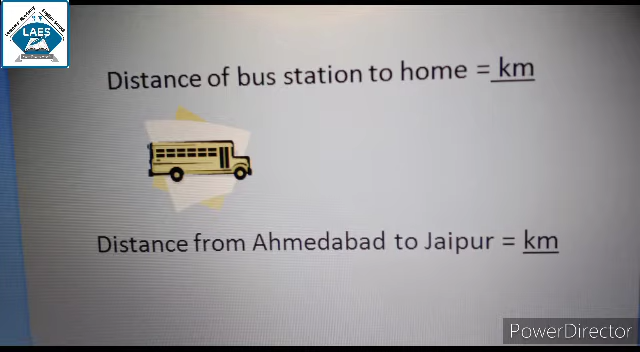 LAES
Distance of bus station to home = km
Distance from Ahmedabad to Jaipur = km
PowerDirector